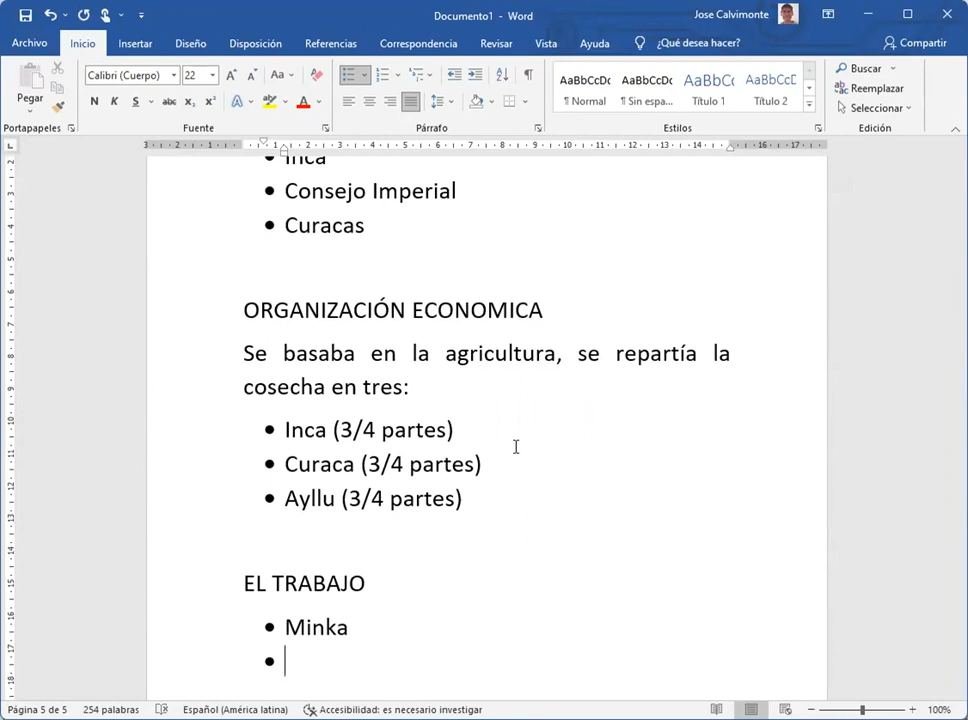 Documento1 - Word
Jose Calvimonte
Archivo
Inicio
Insertar
Diseño
Disposición
Referencias
Correspondencia
Revisar
Vista
Ayuda
¿Qué desea hacer?
Compartir
Pegar
Portapapeles
Calibri (Cuerpo)
22
Fuente
Párrafo
AaBbCcDc
¶ Normal
AaBbCcDc
¶ Sin espa...
AaBbC(
Título 1
AaBbCcD
Título 2
Estilos
Buscar
Reemplazar
Seleccionar
Edición
Inca
• Consejo Imperial
• Curacas
ORGANIZACIÓN ECONOMICA
Se basaba en la agricultura, se repartía la
cosecha en tres:
• Inca (3/4 partes)
• Curaca (3/4 partes)
• Ayllu (3/4 partes)
EL TRABAJO
• Minka
•
Página 5 de 5
254 palabras
Español (América latina)
Accesibilidad: es necesario investigar
100%